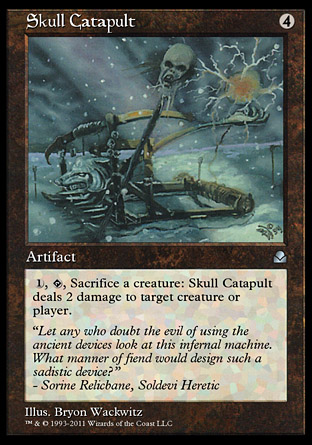 Skull Catapult 4
Artifact
1, , Sacrifice a creature: Skull Catapult
deals 2 damage to target creature or
player.
“Let any who doubt the evil of using the
ancient devices look at this infernal machine.
What manner of fiend would design such a
sadistic device?”
- Sorine Relicbane, Soldevi Heretic
Illus. Bryon Wackwitz
™ & © 1993-2011 Wizards of the Coast LLC